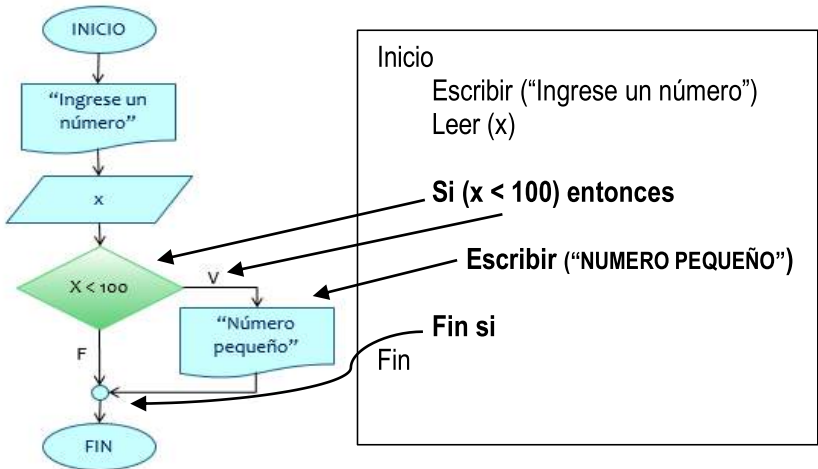 INICIO
“Ingrese un
número”
x
X < 100
V
“Número
pequeño”
F
FIN
Inicio
Escribir (“Ingrese un número”)
Leer (x)
Si (x < 100) entonces
Escribir (“NUMERO PEQUEÑO”)
Fin si
Fin